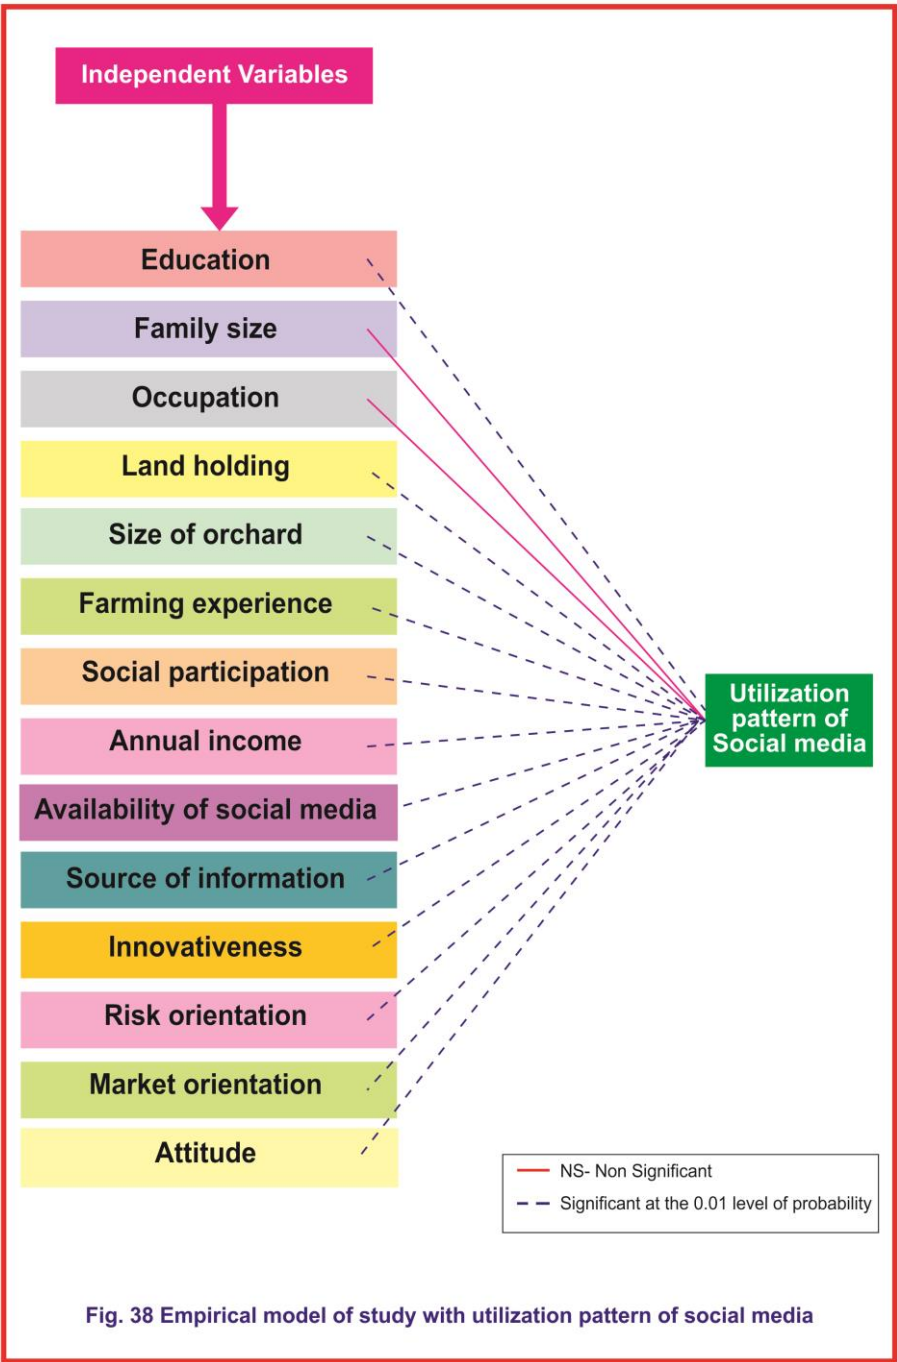 Independent Variables
Education
Family size
Occupation
Land holding
Size of orchard
Farming experience
Social participation
Annual income
Availability of social media
Source of information
Innovativeness
Risk orientation
Market orientation
Attitude
Utilization
pattern of
Social media
NS- Non Significant
Significant at the 0.01 level of probability
Fig. 38 Empirical model of study with utilization pattern of social media